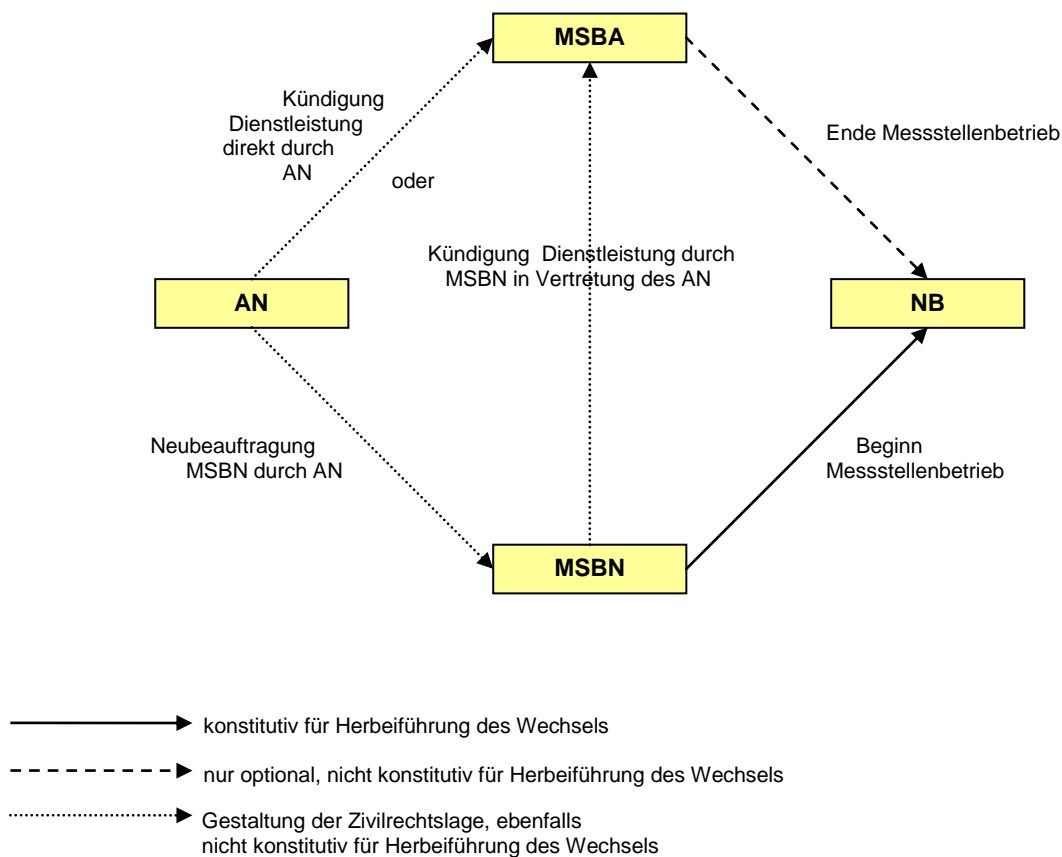 MSBA
Kündigung
Dienstleistung
direkt durch
AN
oder
Ende Messstellenbetrieb
Kündigung Dienstleistung durch
MSBN in Vertretung des AN
AN
NB
Neubeauftragung
MSBN durch AN
Beginn
Messstellenbetrieb
MSBN
konstitutiv für Herbeiführung des Wechsels
nur optional, nicht konstitutiv für Herbeiführung des Wechsels
Gestaltung der Zivilrechtslage, ebenfalls
nicht konstitutiv für Herbeiführung des Wechsels